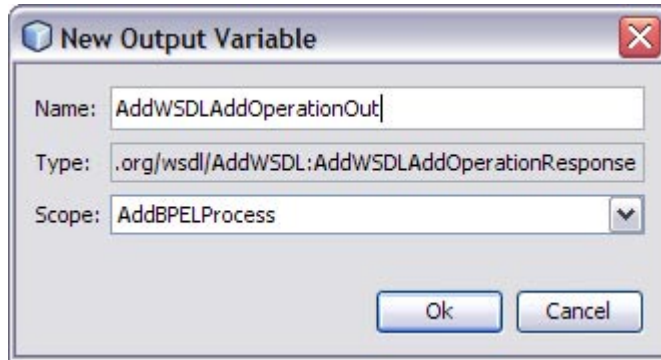 New Output Variable
Name: AddWSDLAddOperationOut
Type: .org/wsdl/AddWSDL:AddWSDLAddOperationResponse
Scope: AddBPELProcess
Ok Cancel